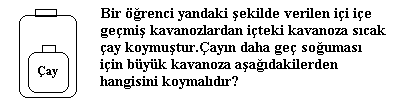 Bir öğrenci yandaki şekilde verilen içi içe
geçmiş kavanozlardan içteki kavanoza sıcak
çay koymuştur.Çayın daha geç soğuması
için büyük kavanoza aşağıdakilerden
hangisini koymalıdır?
Çay